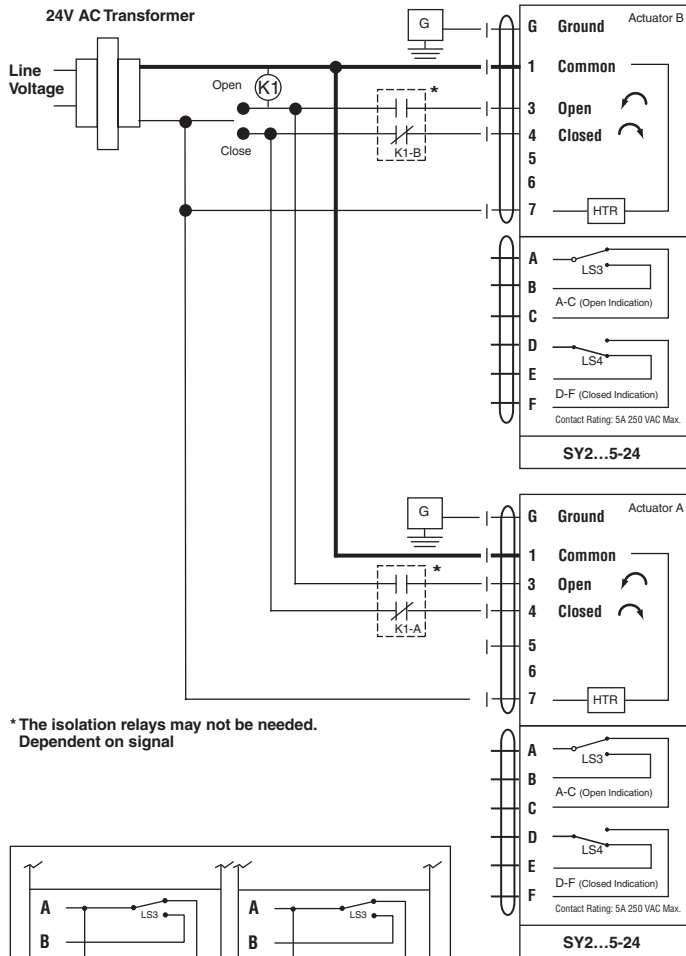 24V AC Transformer
Line
Voltage
Open
K1
Close
*
K1-B
G
G Ground
Actuator B
1 Common
3 Open
4 Closed
5
6
7
HTR
A
LS3
B
A-C (Open Indication)
C
D
LS4
E
D-F (Closed Indication)
F
Contact Rating: 5A 250 VAC Max.
SY2...5-24
G
G Ground
Actuator A
1 Common
*
3 Open
4 Closed
K1-A
5
6
7
HTR
* The isolation relays may not be needed.
Dependent on signal
A
LS3
B
A-C (Open Indication)
C
D
LS4
E
D-F (Closed Indication)
F
Contact Rating: 5A 250 VAC Max.
SY2...5-24
A
LS3
B
A
LS3
B